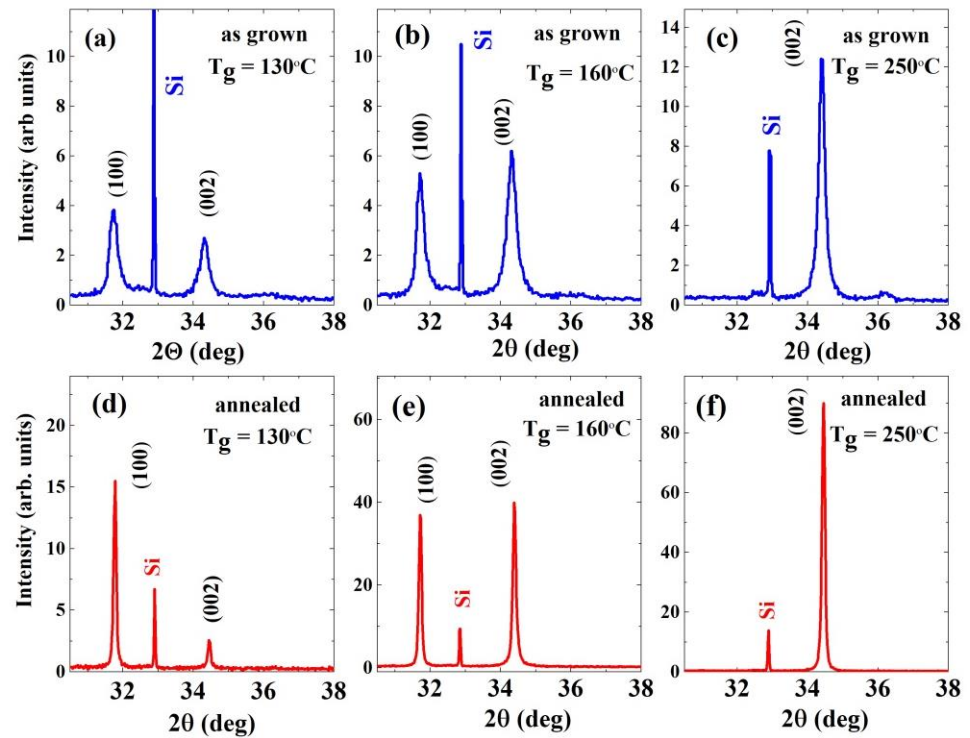 (a)
as grown
Tg = 130°C
Si
(100)
(002)
Intensity (arb units)
10
8
6
4
2
0
32
34
36
38
2Θ (deg)
(b)
as grown
Tg = 160°C
Si
(100)
(002)
10
8
6
4
2
0
32
34
36
38
2θ (deg)
(c)
as grown
Tg = 250°C
(002)
Si
14
12
10
8
6
4
2
0
32
34
36
38
2θ (deg)
(d)
annealed
Tg = 130°C
(100)
Si
(002)
Intensity (arb. units)
20
15
10
5
0
32
34
36
38
2θ (deg)
(e)
annealed
Tg = 160°C
(100)
(002)
Si
60
40
20
0
32
34
36
38
2θ (deg)
(f)
annealed
Tg = 250°C
(002)
Si
80
60
40
20
0
32
34
36
38
2θ (deg)